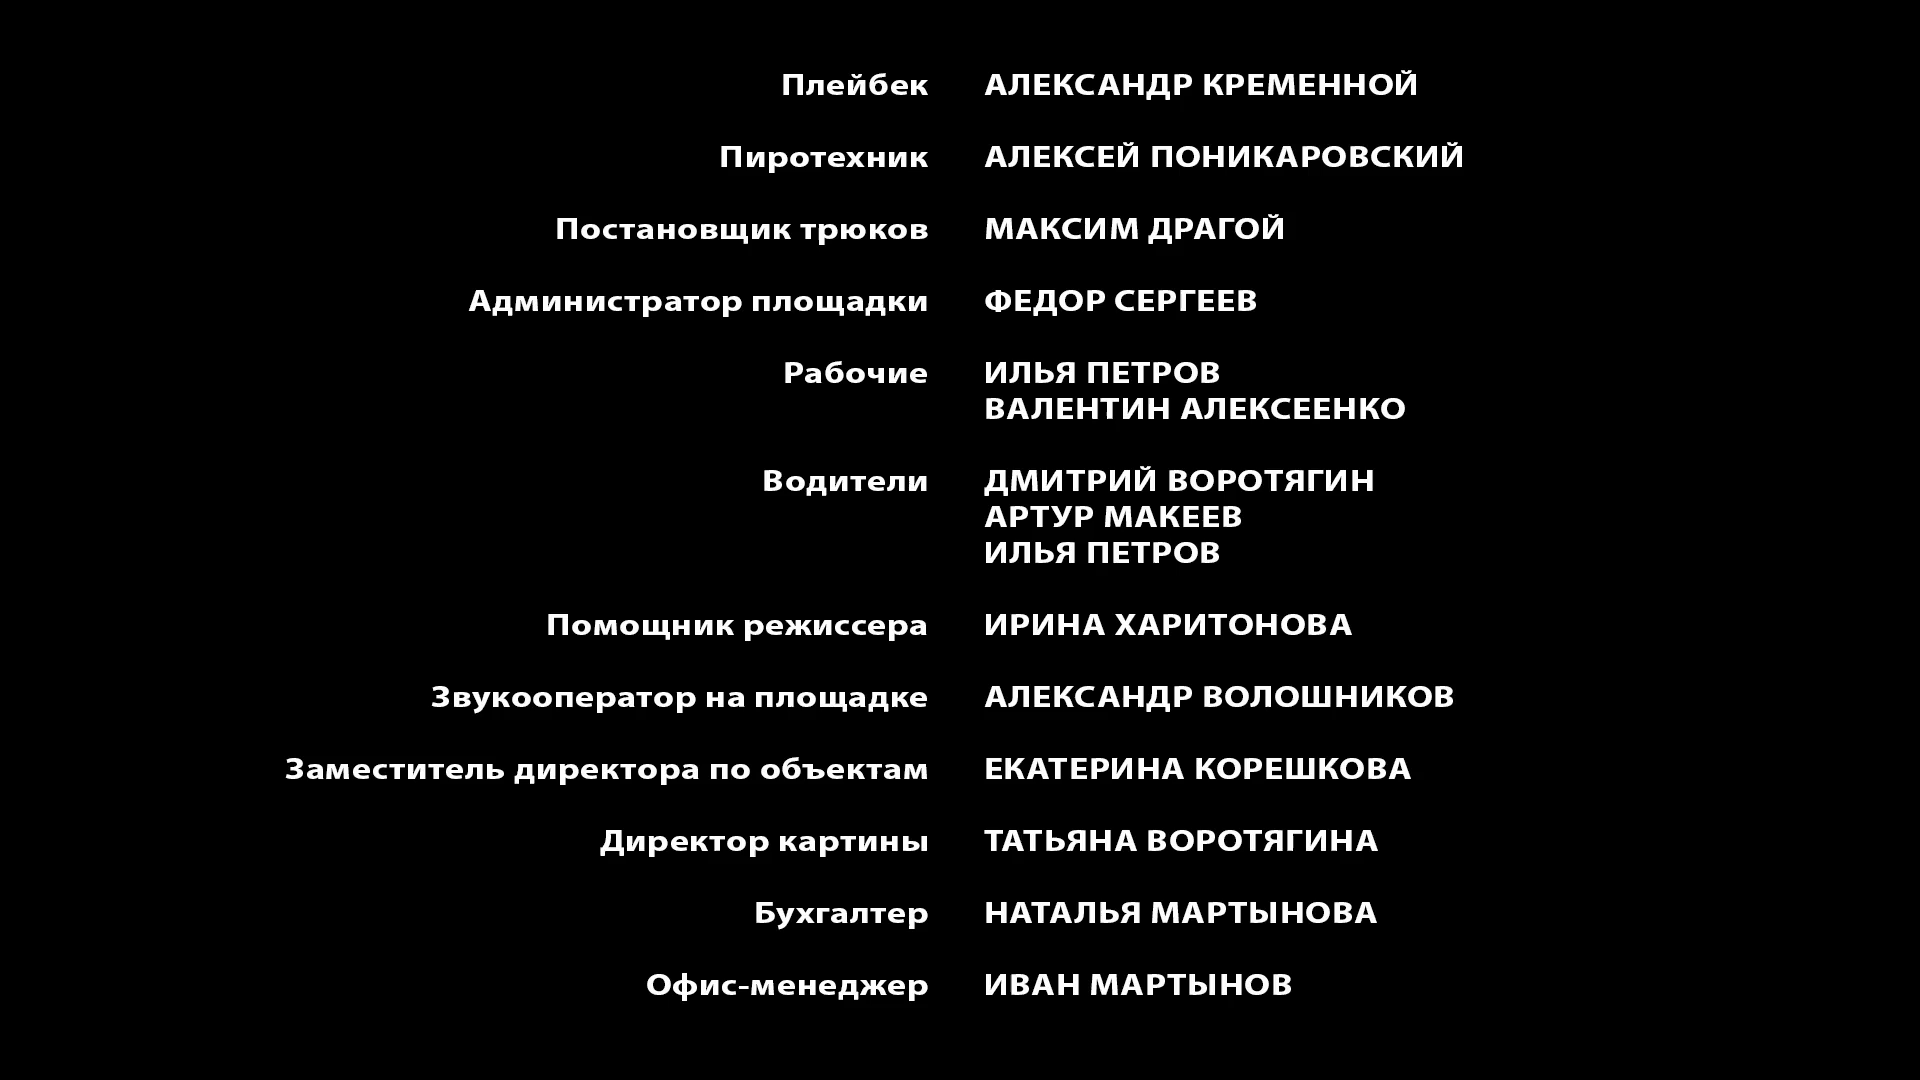 Плейбек АЛЕКСАНДР КРЕМЕННОЙ
Пиротехник АЛЕКСЕЙ ПОНИКАРОВСКИЙ
Постановщик трюков МАКСИМ ДРАГОЙ
Администратор площадки ФЕДОР СЕРГЕЕВ
Рабочие ИЛЬЯ ПЕТРОВ
ВАЛЕНТИН АЛЕКСЕЕНКО
Водители ДМИТРИЙ ВОРОТЯГИН
АРТУР МАКЕЕВ
ИЛЬЯ ПЕТРОВ
Помощник режиссера ИРИНА ХАРИТОНОВА
Звукооператор на площадке АЛЕКСАНДР ВОЛОШНИКОВ
Заместитель директора по объектам ЕКАТЕРИНА КОРЕШКОВА
Директор картины ТАТЬЯНА ВОРОТЯГИНА
Бухгалтер НАТАЛЬЯ МАРТЫНОВА
Офис-менеджер ИВАН МАРТЫНОВ